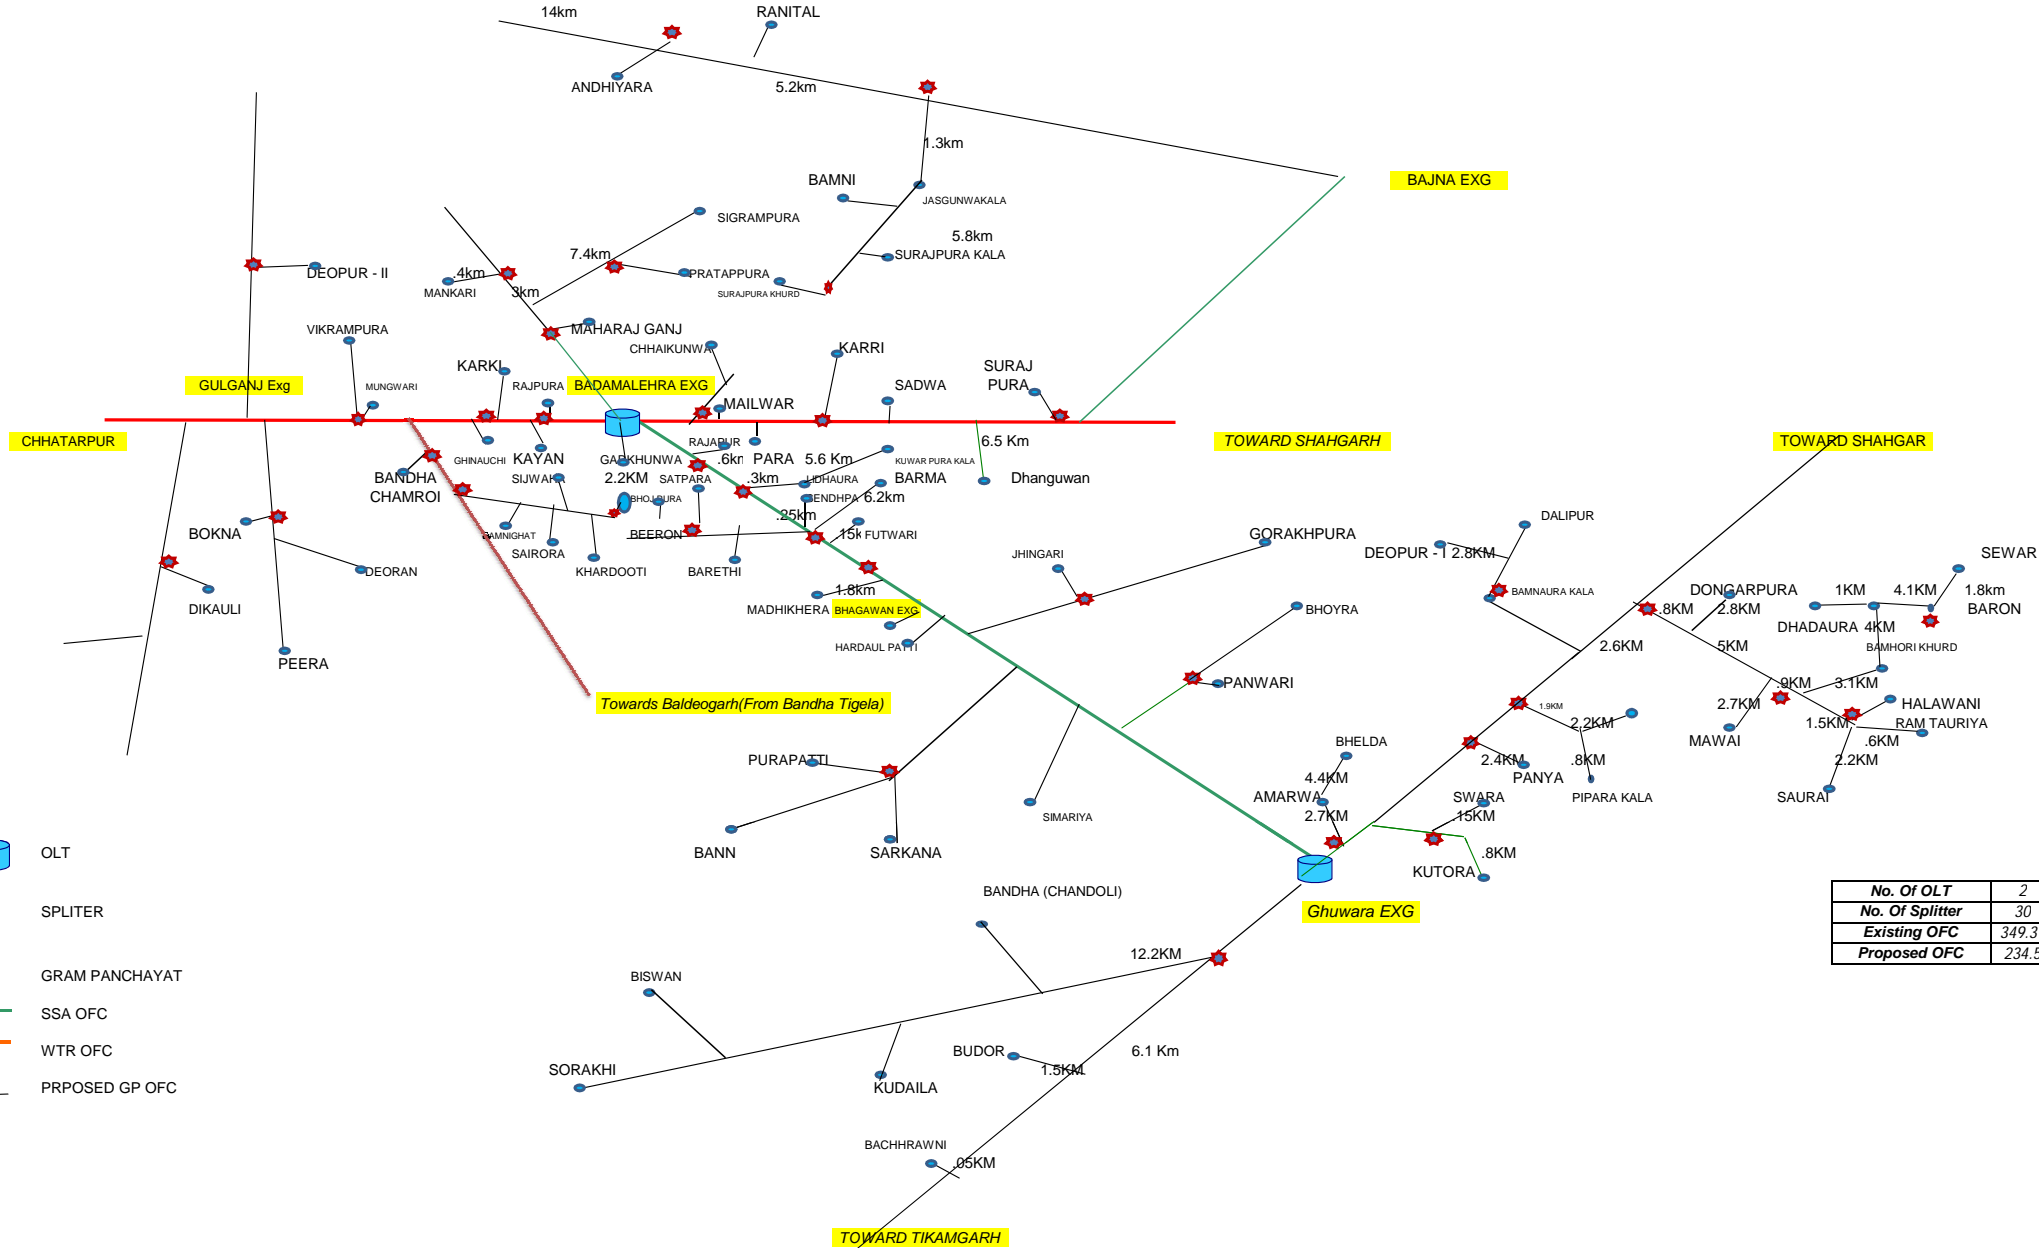 14km
RANITAL
ANDHIYARA
5.2km
1.3km
BAJNA EXG
BAMNI
JASGUNWAKALA
SIGRAMPURA
5.8km
7.4km
SURAJPURA KALA
DEOPUR - II
.4km
PRATAPPURA
MANKARI
3km
SURAJPURA KHURD
VIKRAMPURA
MAHARAJ GANJ
CHHAIKUNWA
KARRI
KARKI
SURAJ
PURA
GULGANJ Exg
MUNGWARI
RAJPURA
BADAMALEHRA EXG
SADWA
MAILWAR
CHHATARPUR
RAJAPUR
6.5 Km
TOWARD SHAHGARH
TOWARD SHAHGAR
GHINAUCHI
KAYAN
GARKHUNWA
.6km
PARA
5.6 Km
KUWAR PURA KALA
BANDHA
CHAMROI
SIJWAHA
2.2KM
SATPARA
.3km
LIDHAURA
BARMA
Dhanguwan
BHOJPURA
SENDHPA
6.2km
.25km
DALIPUR
BOKNA
SAIRORA
BEERON
.15k
FUTWARI
GORAKHPURA
JHINGARI
DEOPUR - I
2.8KM
SEWAR
DEORAN
KHARDOOTI
BARETHI
DIKAULI
1.8km
MADHIKHERA
BHAGAWAN EXG
BHOYRA
BAMNAURA KALA
DONGARPURA
1KM
4.1KM
1.8km
BARON
.8KM
2.8KM
DHADAURA
4KM
HARDAUL PATTI
2.6KM
5KM
BAMHORI KHURD
PEERA
PANWARI
.9KM
3.1KM
Towards Baldeogarh(From Bandha Tigela)
1.9KM
2.7KM
HALAWANI
2.2KM
1.5KM
RAM TAURIYA
MAWAI
.6KM
BHELDA
PURAPATTI
2.4KM
.8KM
2.2KM
4.4KM
PANYA
AMARWA
SWARA
PIPARA KALA
SAURAI
SIMARIYA
2.7KM
.15KM
BANN
SARKANA
.8KM
KUTORA
OLT
BANDHA (CHANDOLI)
No. Of OLT 2
SPLITER
Ghuwara EXG
No. Of Splitter 30
Existing OFC 349.3
Proposed OFC 234.5
12.2KM
GRAM PANCHAYAT
BISWAN
SSA OFC
WTR OFC
BUDOR
6.1 Km
SORAKHI
1.5KM
PRPOSED GP OFC
KUDAILA
BACHHRAWNI
.05KM
TOWARD TIKAMGARH